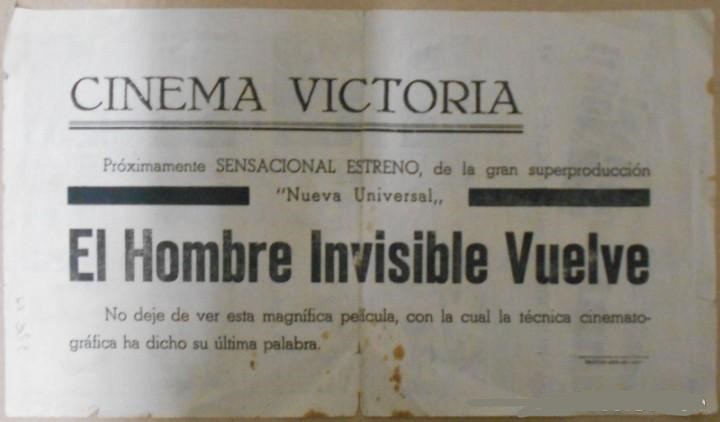 CINEMA VICTORIA
Próximamente SENSACIONAL ESTRENO, de la gran superproducción
"Nueva Universal„
El Hombre Invisible Vuelve
No deje de ver esta magnífica película, con la cual la técnica cinemato-
gráfica ha dicho su última palabra.